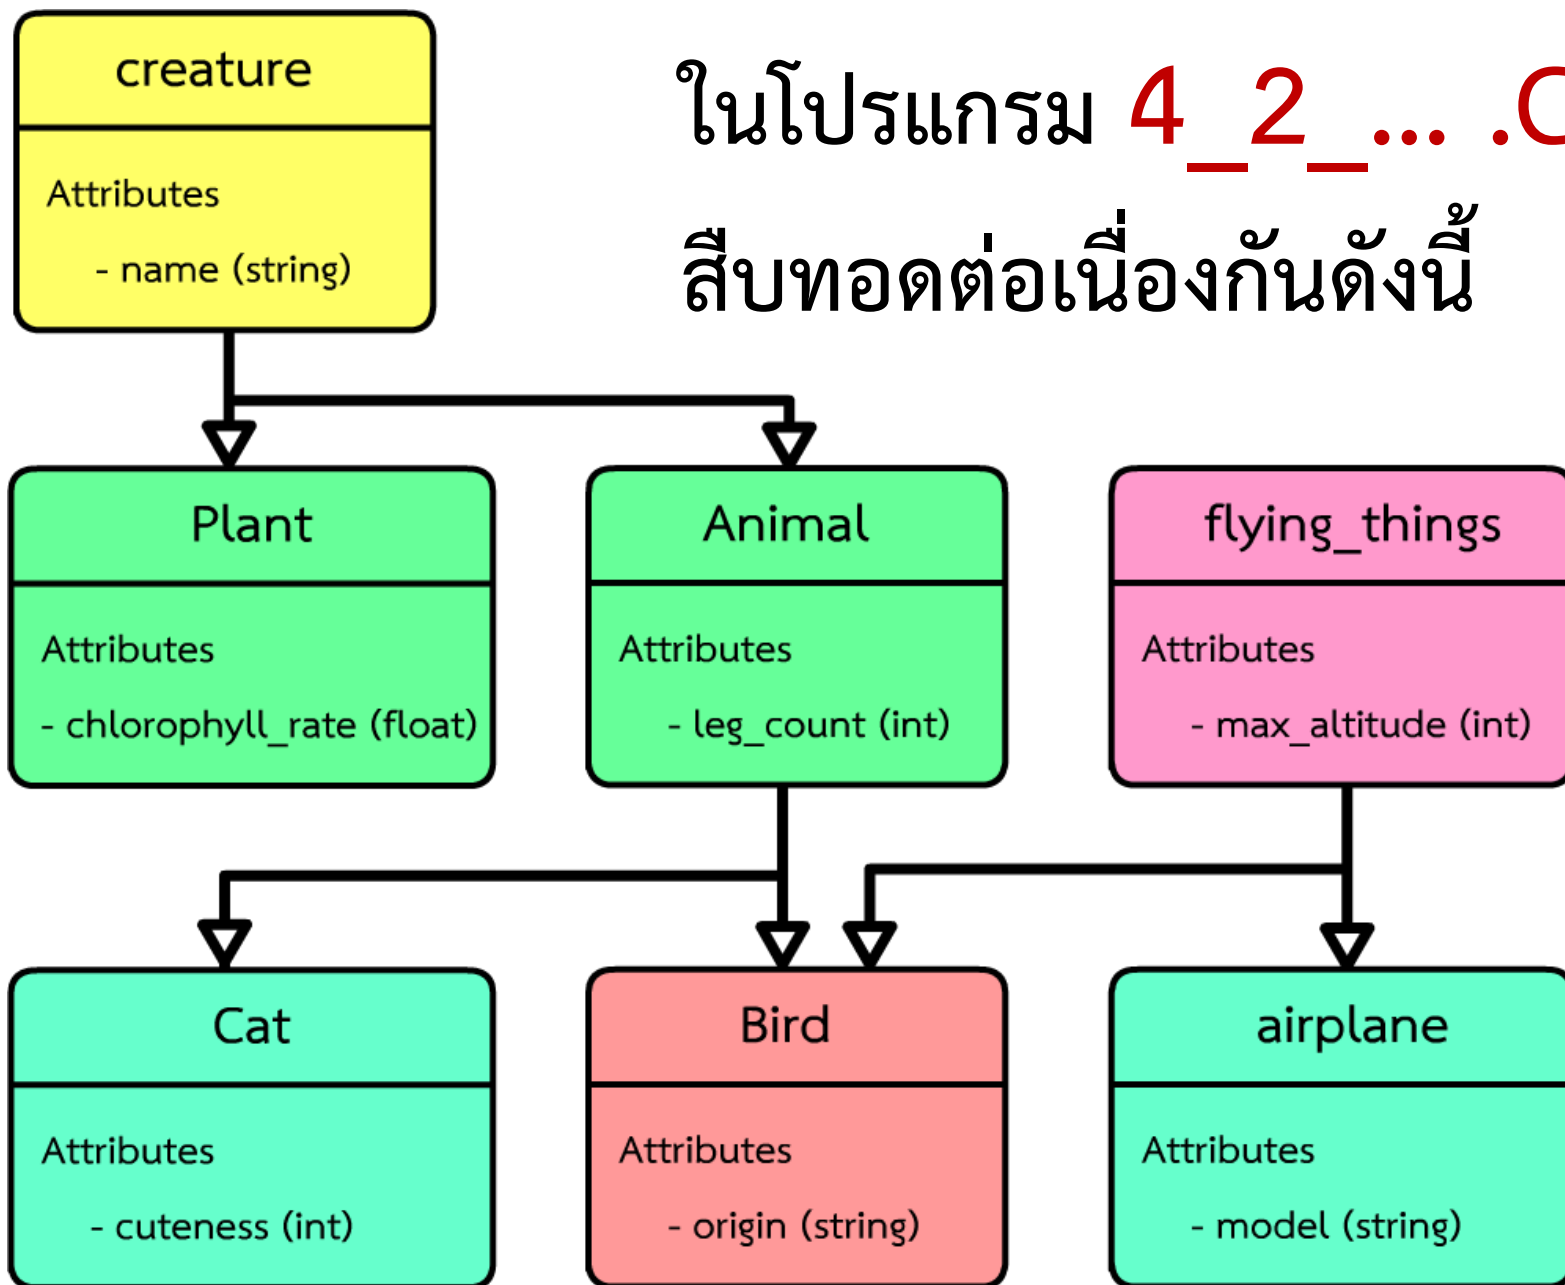 creature
Attributes
- name (string)
ในโปรแกรม 4_2_... .C
สืบทอดต่อเนื่องกันดังนี้
Plant
Attributes
- chlorophyll_rate (float)
Animal
Attributes
- leg_count (int)
flying_things
Attributes
- max_altitude (int)
Cat
Attributes
- cuteness (int)
Bird
Attributes
- origin (string)
airplane
Attributes
- model (string)